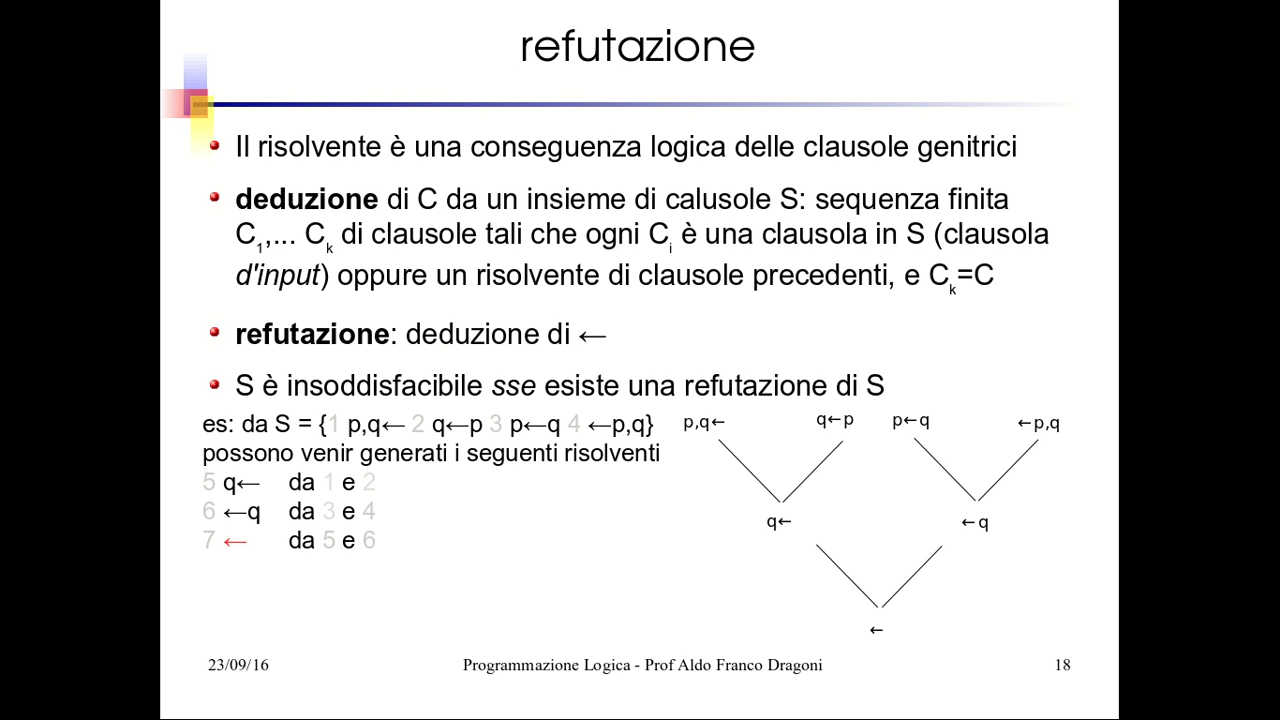 refutazione
Il risolvente è una conseguenza logica delle clausole genitrici
deduzione di C da un insieme di calusole S: sequenza finita
C1,... Ck di clausole tali che ogni Ci è una clausola in S (clausola
d'input) oppure un risolvente di clausole precedenti, e Ck=C
refutazione: deduzione di ←
S è insoddisfacibile sse esiste una refutazione di S
es: da S = {1 p,q← 2 q←p 3 p←q 4 ←p,q}
possono venir generati i seguenti risolventi
5 q← da 1 e 2
6 ←q da 3 e 4
7 ← da 5 e 6
p,q← q←p p←q ←p,q
q← ←q
←
23/09/16 Programmazione Logica - Prof Aldo Franco Dragoni 18